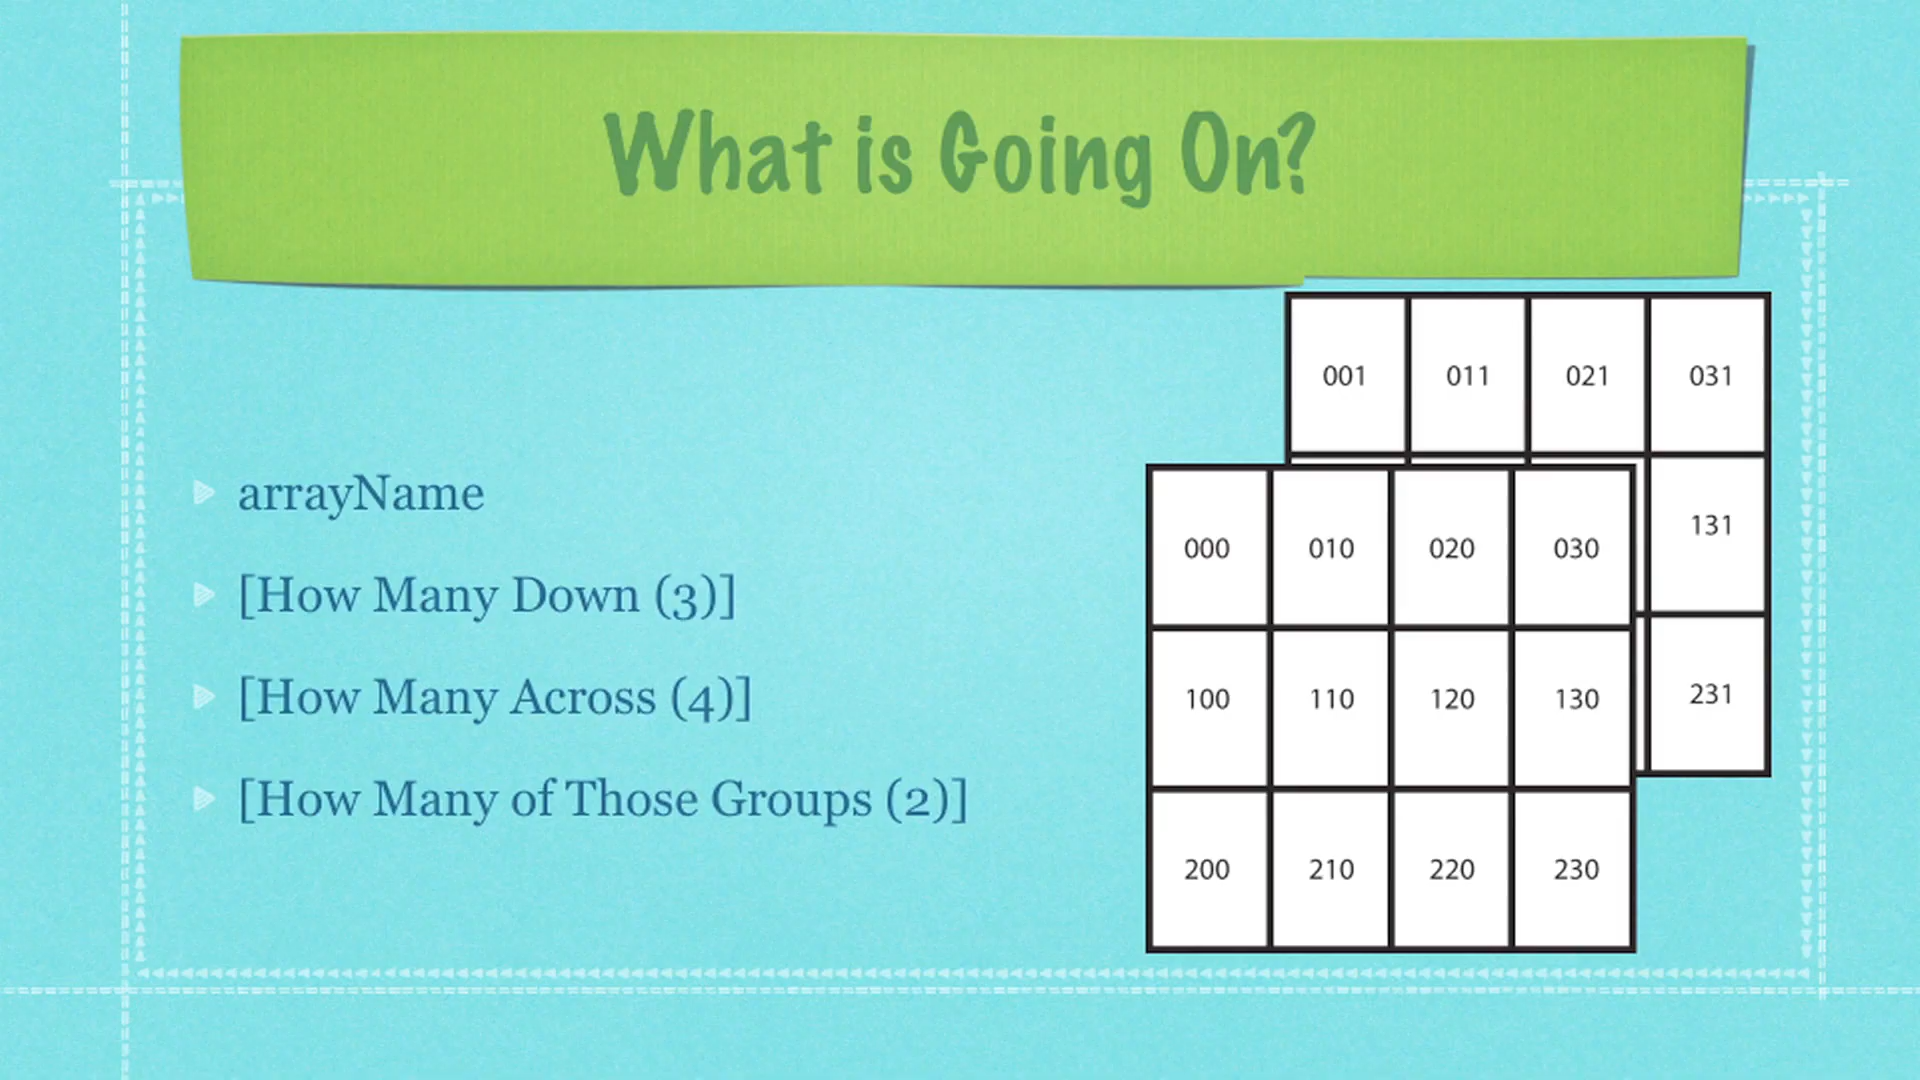 What is Going On?
arrayName
[How Many Down (3)]
[How Many Across (4)]
[How Many of Those Groups (2)]
001 011 021 031
131
231
000 010 020 030
100 110 120 130
200 210 220 230